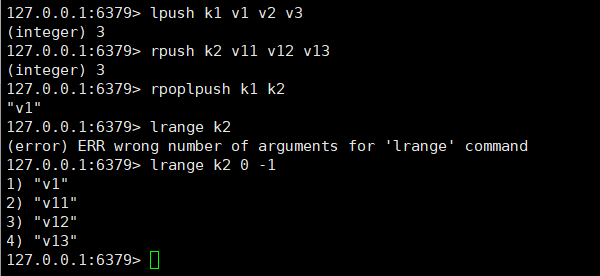 127.0.0.1:6379> lpush k1 v1 v2 v3
(integer) 3
127.0.0.1:6379> rpush k2 v11 v12 v13
(integer) 3
127.0.0.1:6379> rpoplpush k1 k2
"v1"
127.0.0.1:6379> lrange k2
(error) ERR wrong number of arguments for 'lrange' command
127.0.0.1:6379> lrange k2 0 -1
1) "v1"
2) "v11"
3) "v12"
4) "v13"
127.0.0.1:6379>